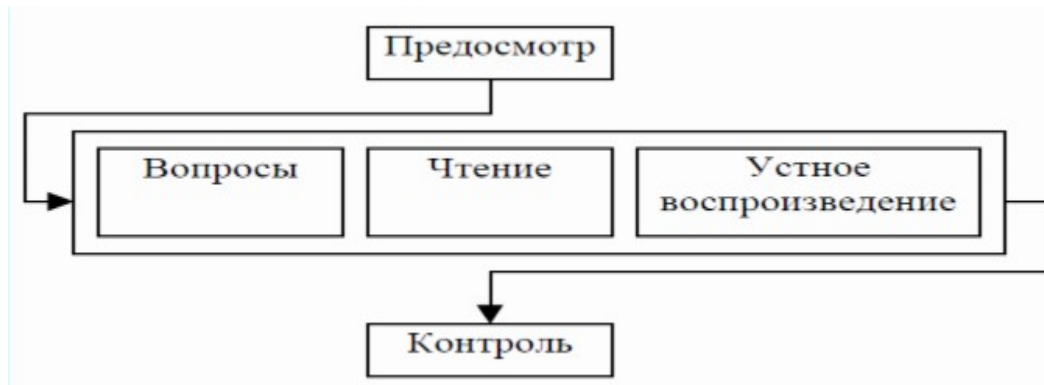 Предосмотр
Вопросы
Чтение
Устное
воспроизведение
Контроль